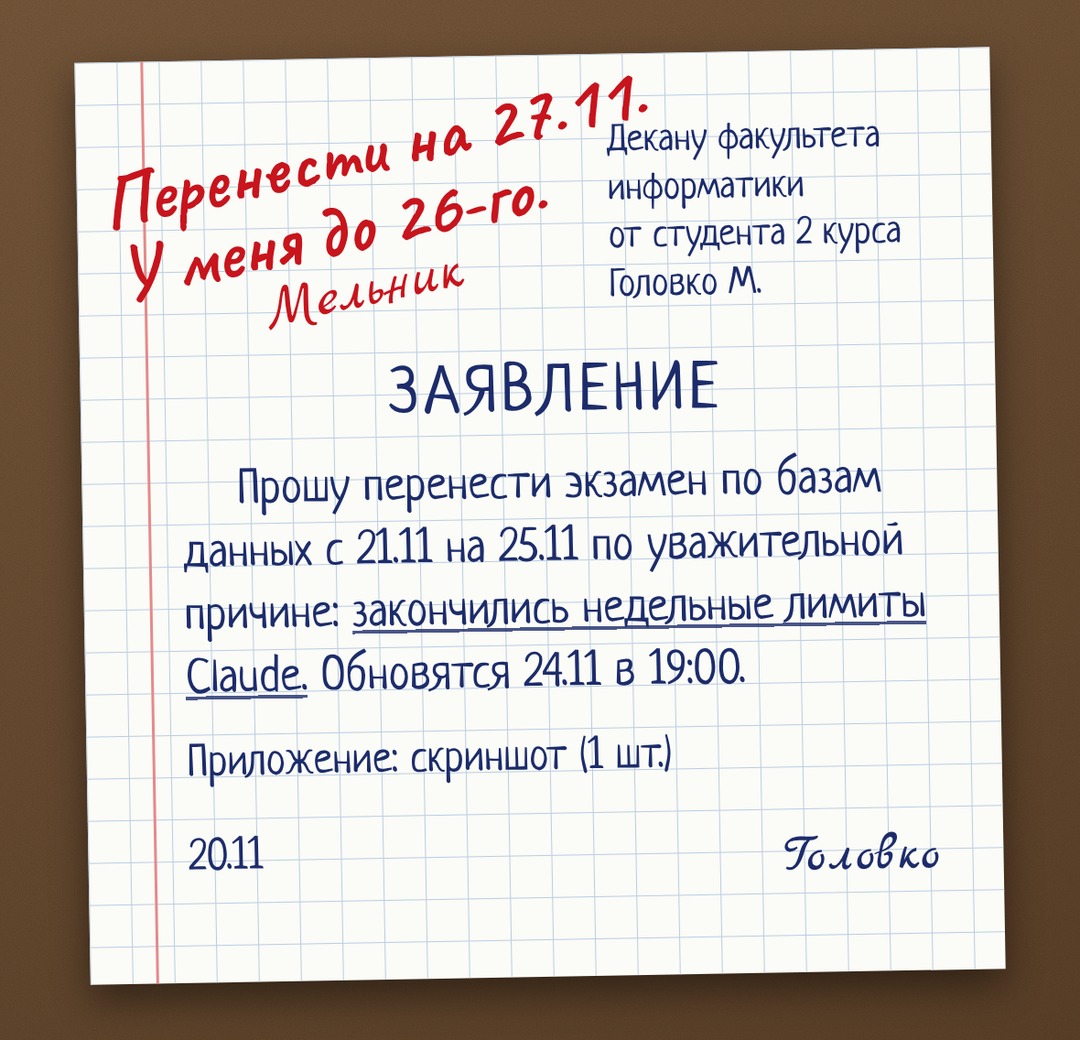 Перенести на 27.11.
У меня до 26-го.
Мельник
Декану факультета
информатики
от студента 2 курса
Головко М.
ЗАЯВЛЕНИЕ
Прошу перенести экзамен по базам
данных с 21.11 на 25.11 по уважительной
причине: закончились недельные лимиты
Claude. Обновятся 24.11 в 19:00.
Приложение: скриншот (1 шт.)
20.11
Головко